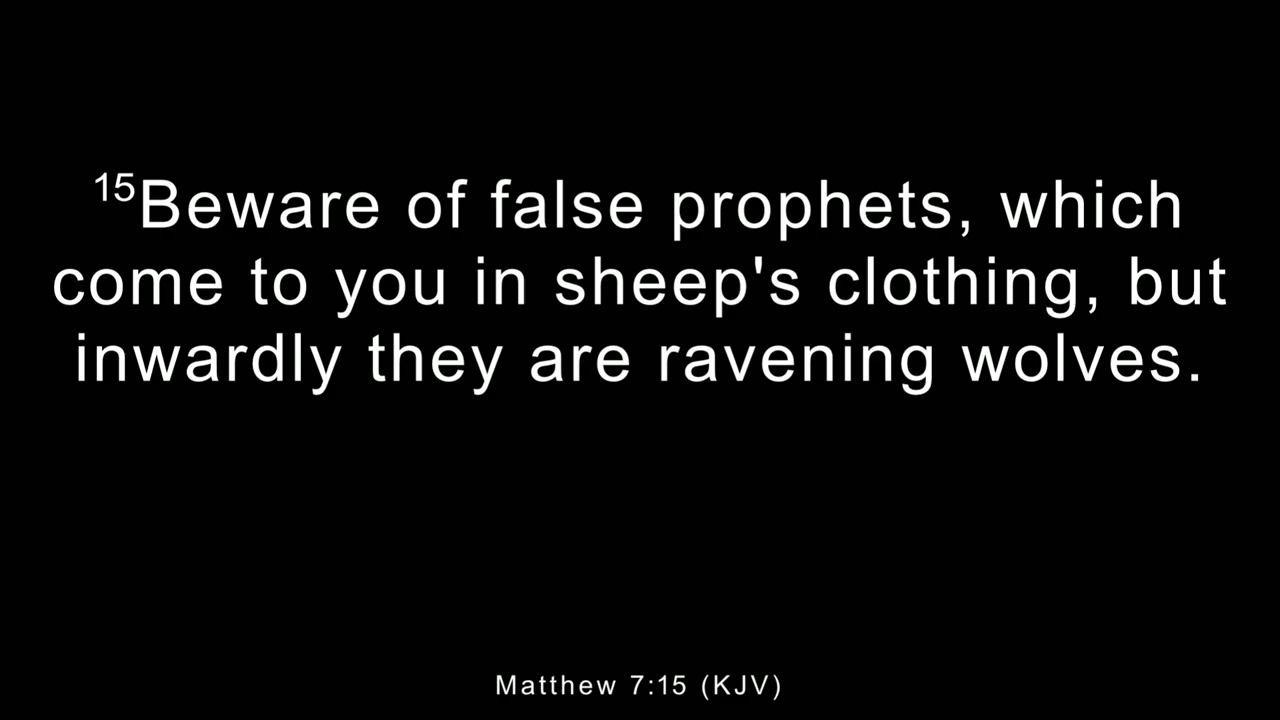 15Beware of false prophets, which
come to you in sheep's clothing, but
inwardly they are ravening wolves.
Matthew 7:15 (KJV)